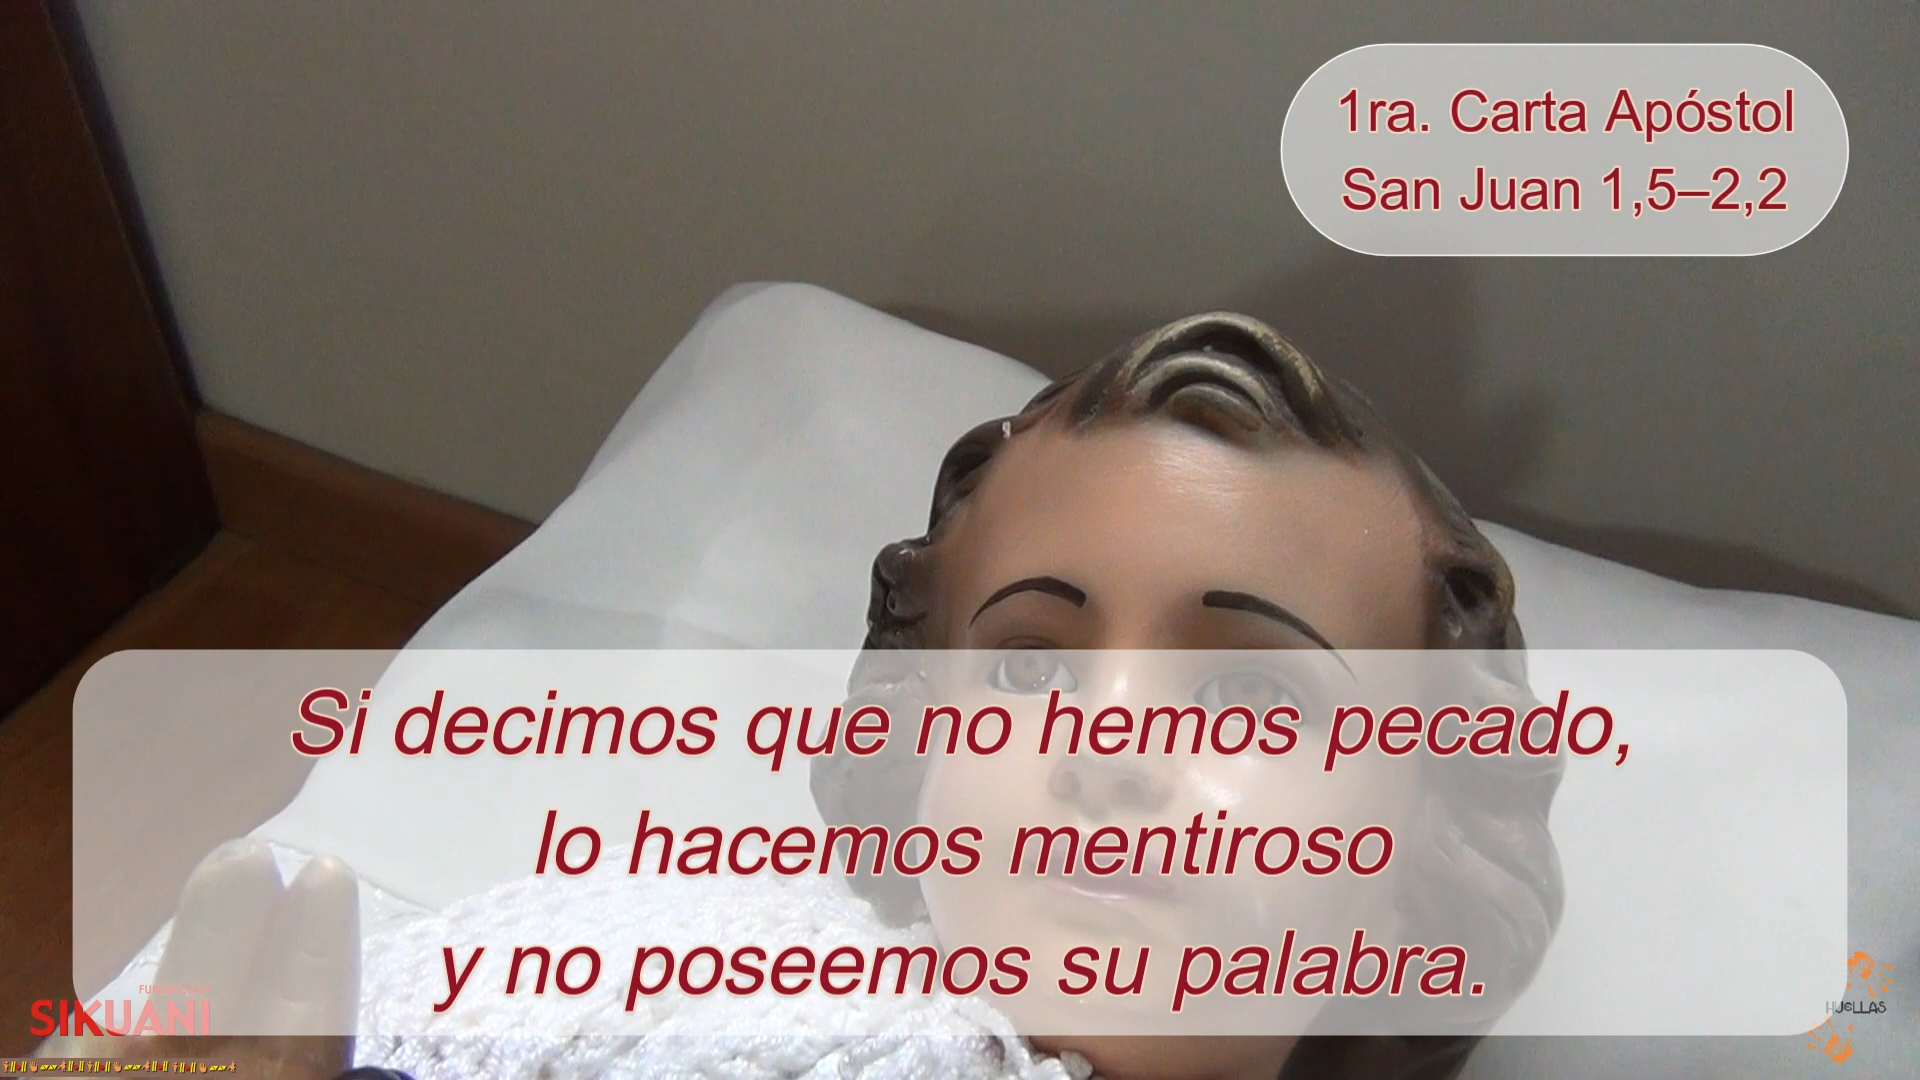 1ra. Carta Apóstol
San Juan 1,5–2,2
Si decimos que no hemos pecado,
lo hacemos mentiroso
y no poseemos su palabra.
FUNDACIÓN
SIKUANI
HUELLAS